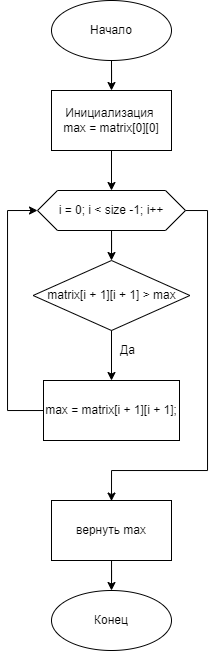 Начало
Инициализация
max = matrix[0][0]
i = 0; i < size -1; i++
matrix[i + 1][i + 1] > max
Да
max = matrix[i + 1][i + 1];
вернуть max
Конец